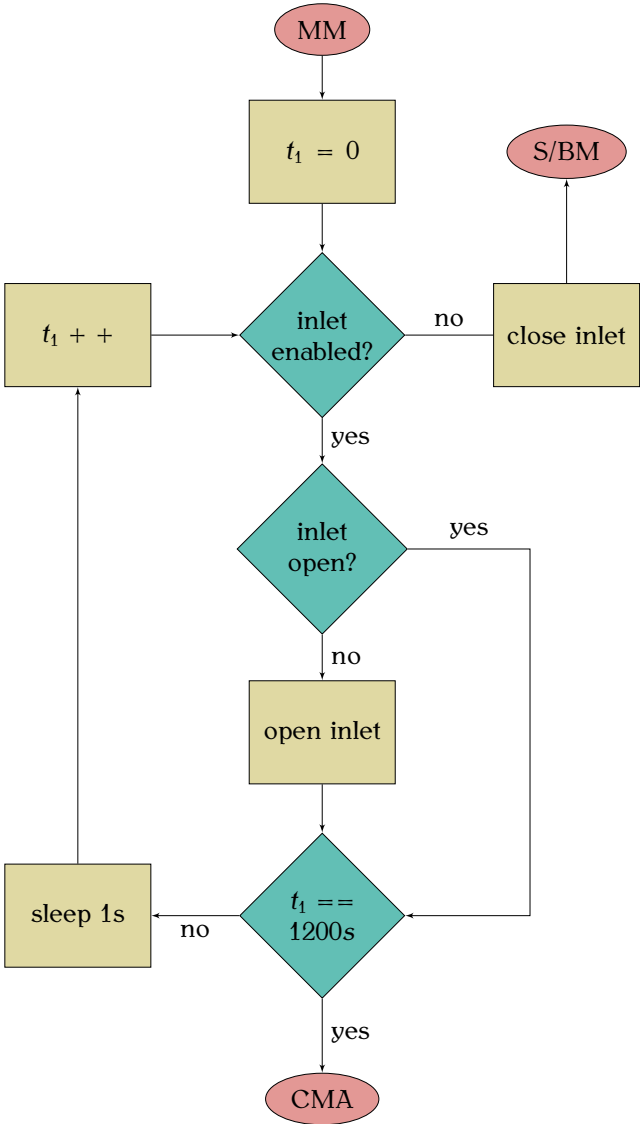 MM
t₁ = 0
S/BM
t₁ + +
inlet
enabled?
no
close inlet
yes
inlet
open?
yes
no
open inlet
sleep 1s
no
t₁ ==
1200s
yes
CMA